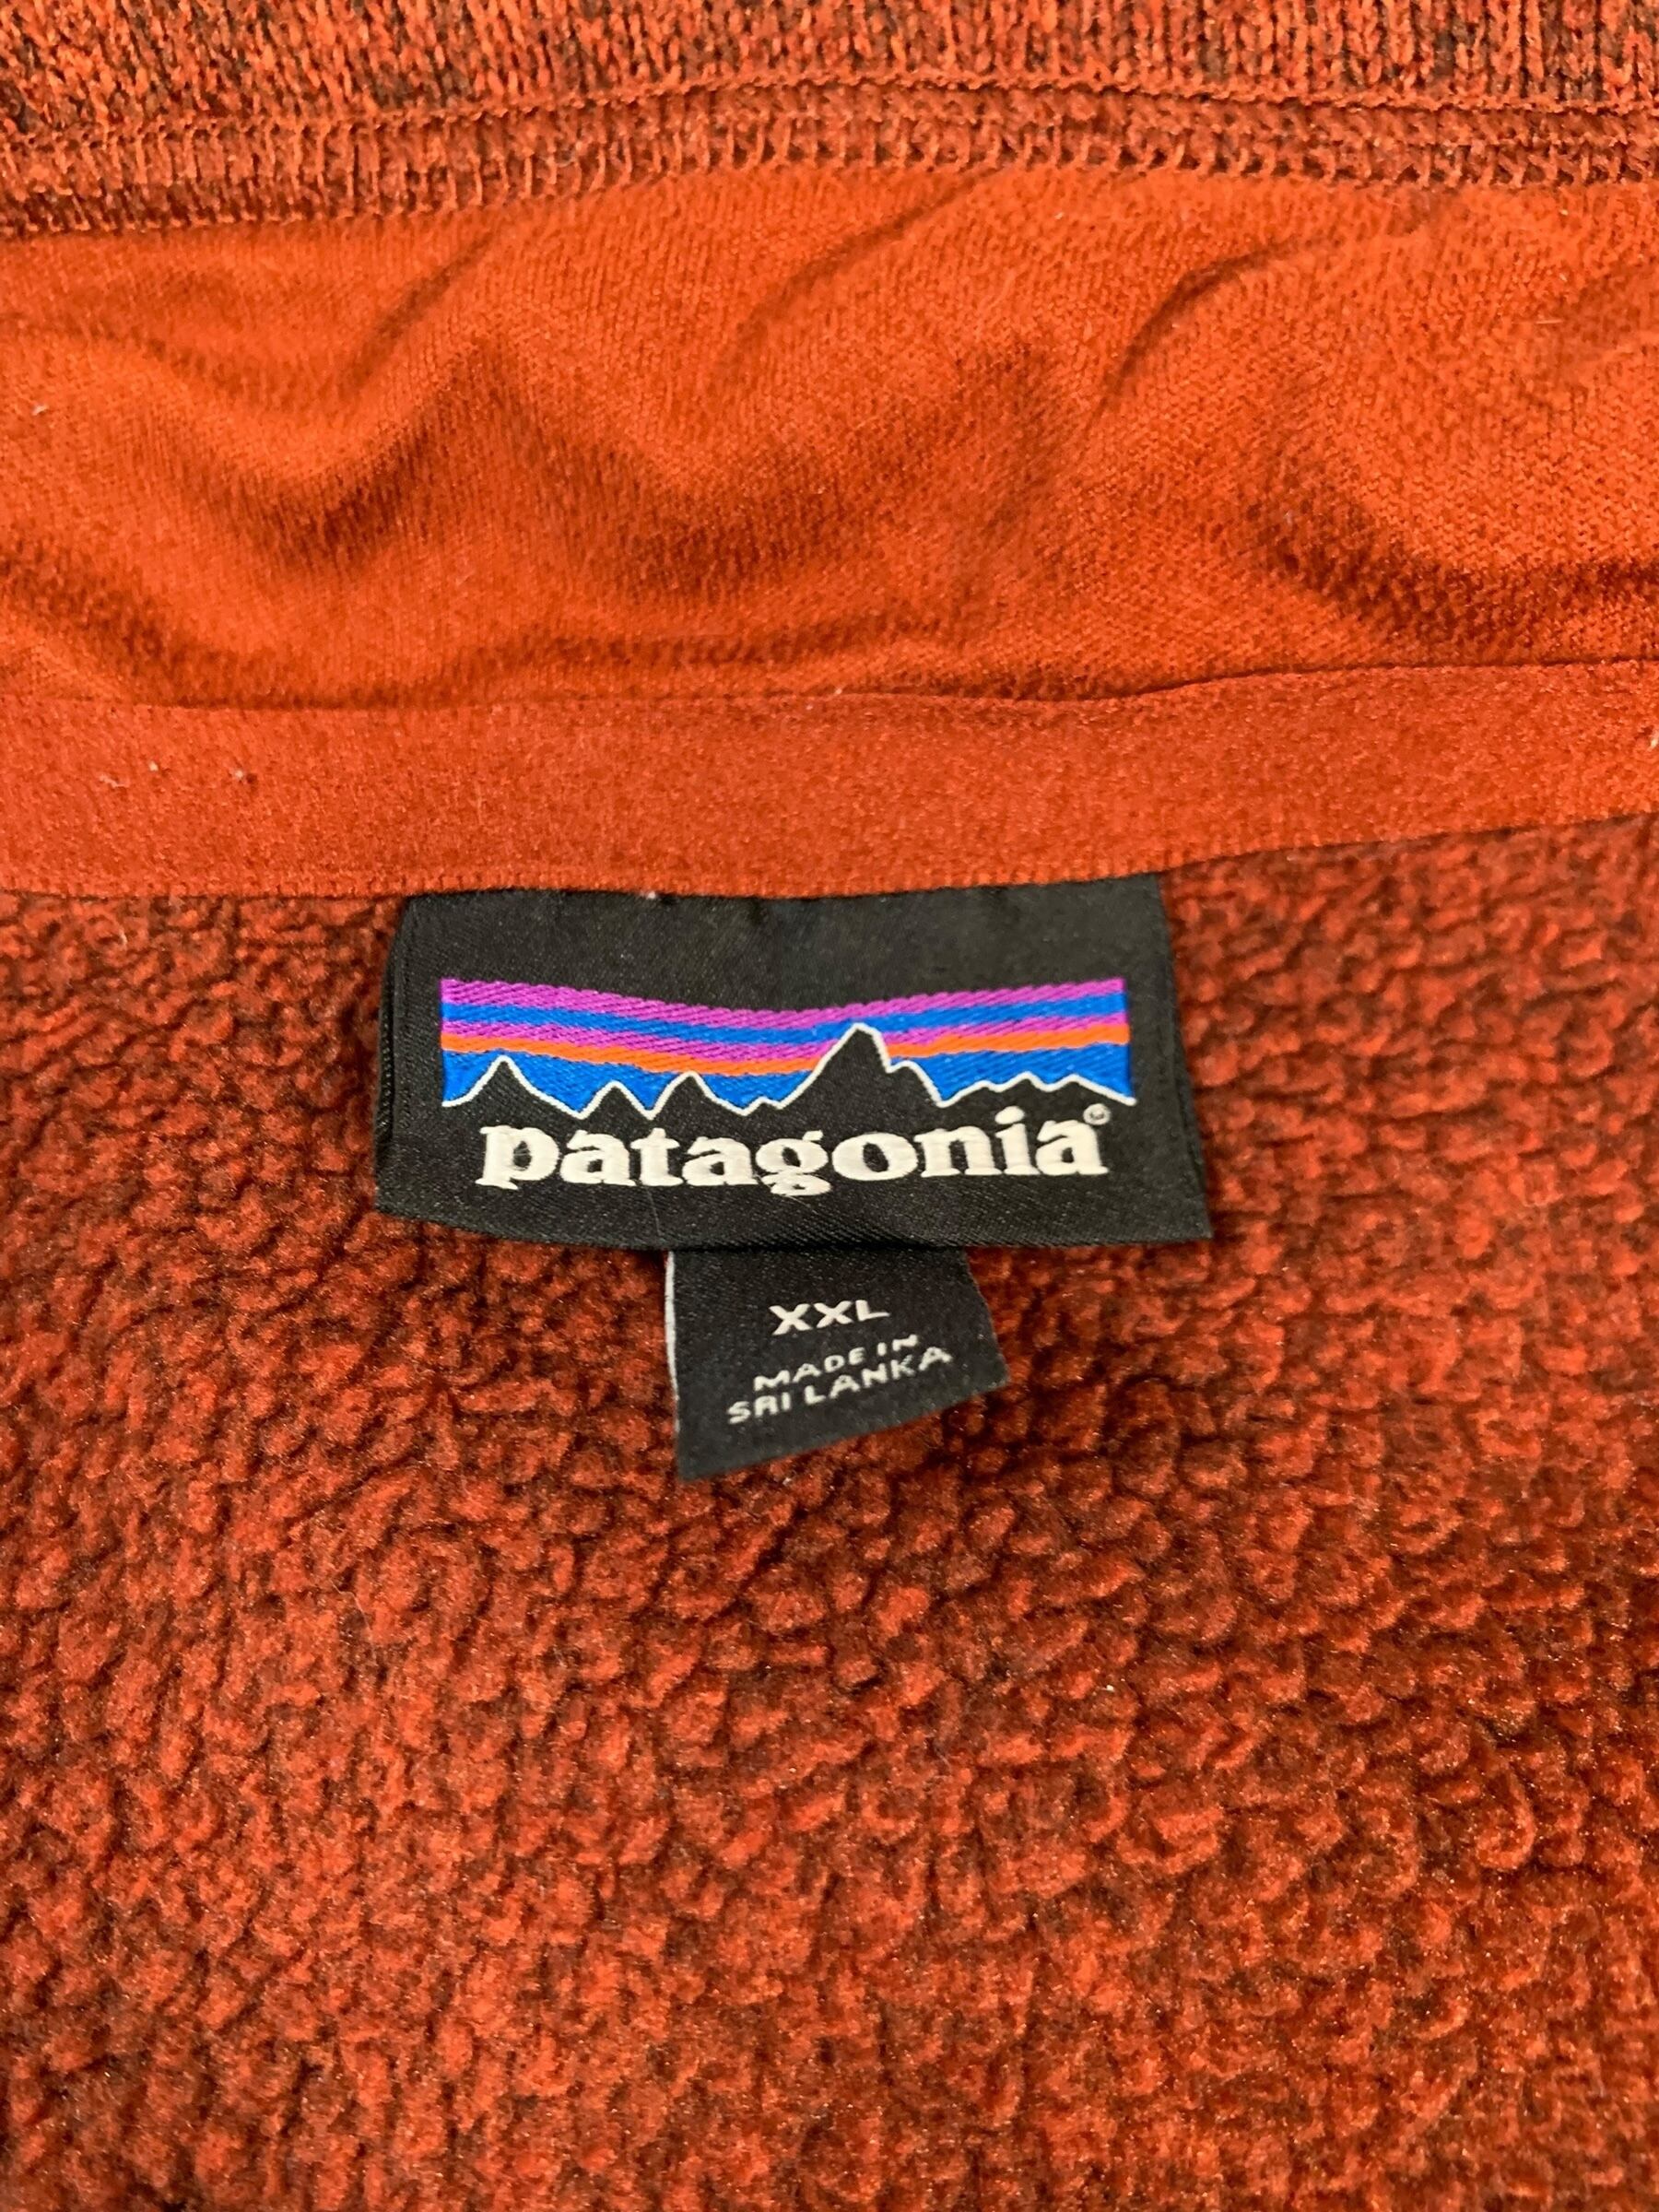 patagonia®
XXL
MADE IN
SRI LANKA